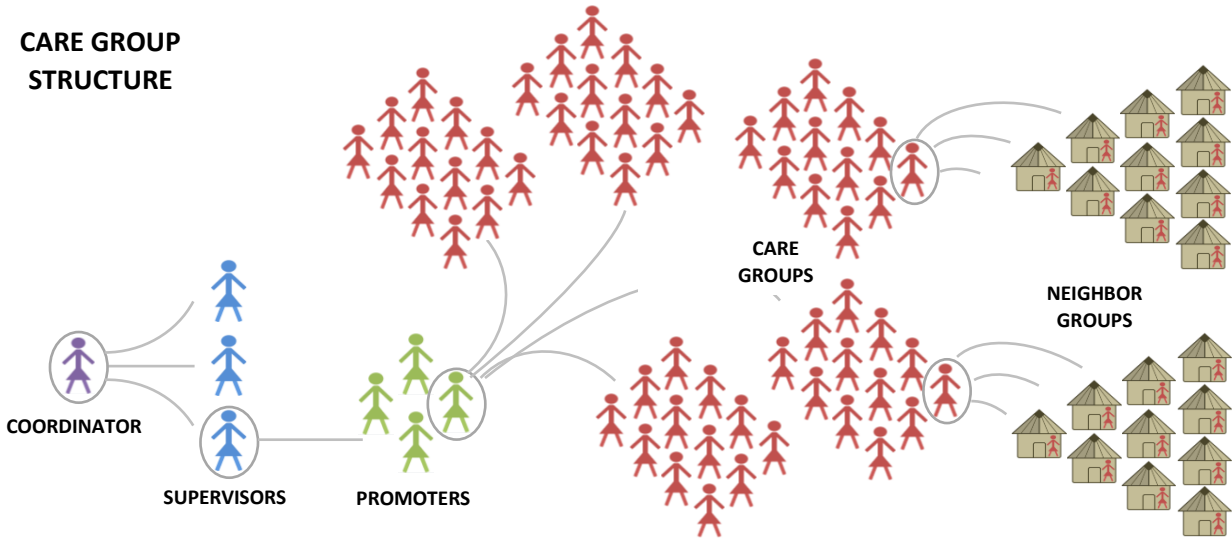 CARE GROUP
STRUCTURE
CARE
GROUPS
NEIGHBOR
GROUPS
COORDINATOR
SUPERVISORS
PROMOTERS